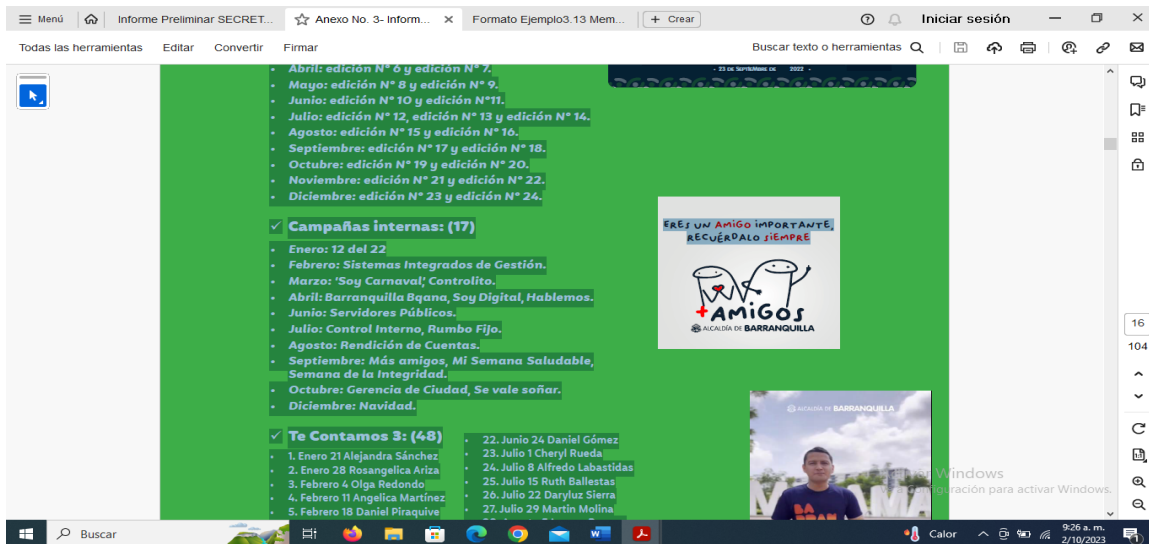 Menú
Informe Preliminar SECRET...
Anexo No. 3- Inform...
Formato Ejemplo3.13 Mem...
+ Crear
Iniciar sesión
Todas las herramientas Editar Convertir Firmar
Buscar texto o herramientas
• Abril: edición N° 6 y edición N° 7.
• Mayo: edición N° 8 y edición N° 9.
• Junio: edición N° 10 y edición N°11.
• Julio: edición N° 12, edición N° 13 y edición N° 14.
• Agosto: edición N° 15 y edición N° 16.
• Septiembre: edición N° 17 y edición N° 18.
• Octubre: edición N° 19 y edición N° 20.
• Noviembre: edición N° 21 y edición N° 22.
• Diciembre: edición N° 23 y edición N° 24.
- 23 DE SEPTIEMBRE DE 2022 -
✓ Campañas internas: (17)
• Enero: 12 del 22
• Febrero: Sistemas Integrados de Gestión.
• Marzo: 'Soy Carnaval', Controlito.
• Abril: Barranquilla Bqana, Soy Digital, Hablemos.
• Junio: Servidores Públicos.
• Julio: Control Interno, Rumbo Fijo.
• Agosto: Rendición de Cuentas.
• Septiembre: Más amigos, Mi Semana Saludable,
Semana de la Integridad.
• Octubre: Gerencia de Ciudad, Se vale soñar.
• Diciembre: Navidad.
ERES UN AMIGO IMPORTANTE,
RECUÉRDALO SIEMPRE
+AMIGOS
ALCALDÍA DE BARRANQUILLA
✓ Te Contamos 3: (48)
• 1. Enero 21 Alejandra Sánchez
• 2. Enero 28 Rosangelica Ariza
• 3. Febrero 4 Olga Redondo
• 4. Febrero 11 Angelica Martínez
• 5. Febrero 18 Daniel Piraquive
• 22. Junio 24 Daniel Gómez
• 23. Julio 1 Cheryl Rueda
• 24. Julio 8 Alfredo Labastidas
• 25. Julio 15 Ruth Ballestas
• 26. Julio 22 Daryluz Sierra
• 27. Julio 29 Martin Molina
ALCALDÍA DE BARRANQUILLA
Windows
para activar Windows.
16
104
Buscar
Calor
9:26 a. m.
2/10/2023